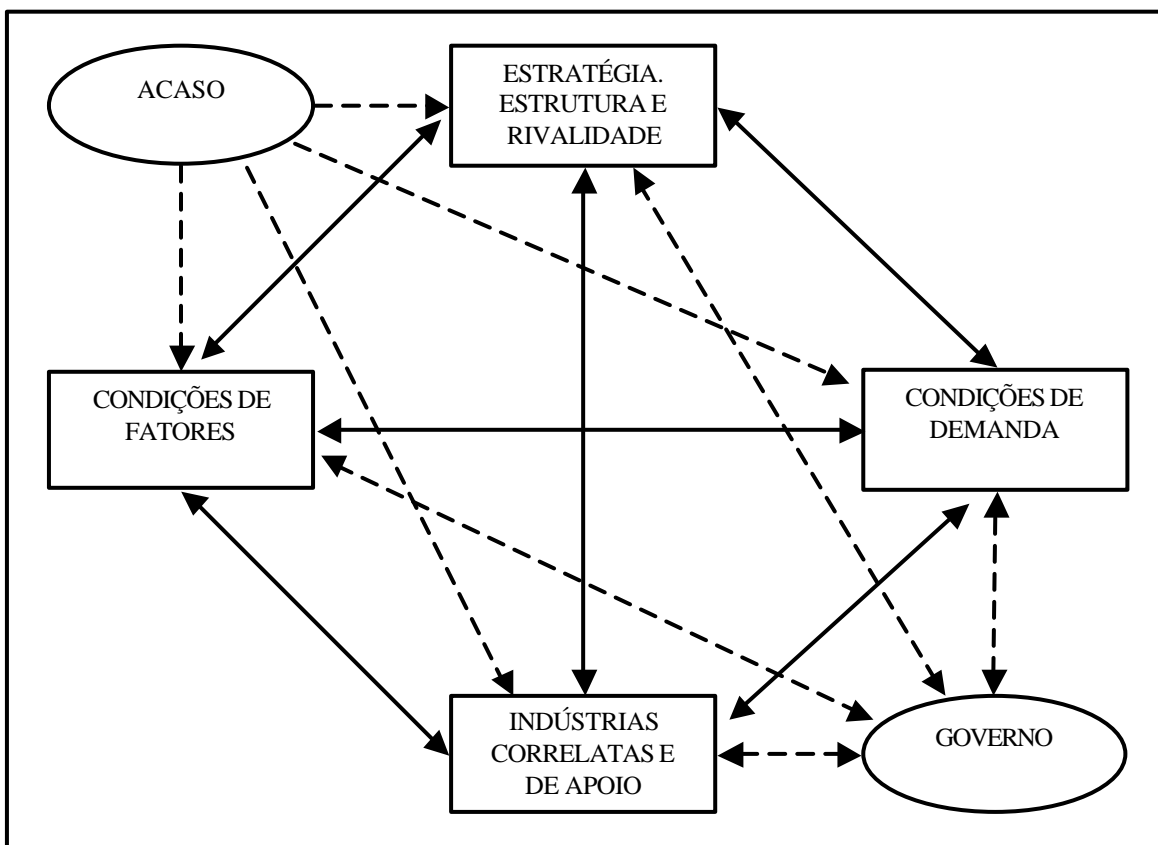 ACASO
ESTRATÉGIA.
ESTRUTURA E
RIVALIDADE
CONDIÇÕES DE
FATORES
CONDIÇÕES DE
DEMANDA
INDÚSTRIAS
CORRELATAS E
DE APOIO
GOVERNO